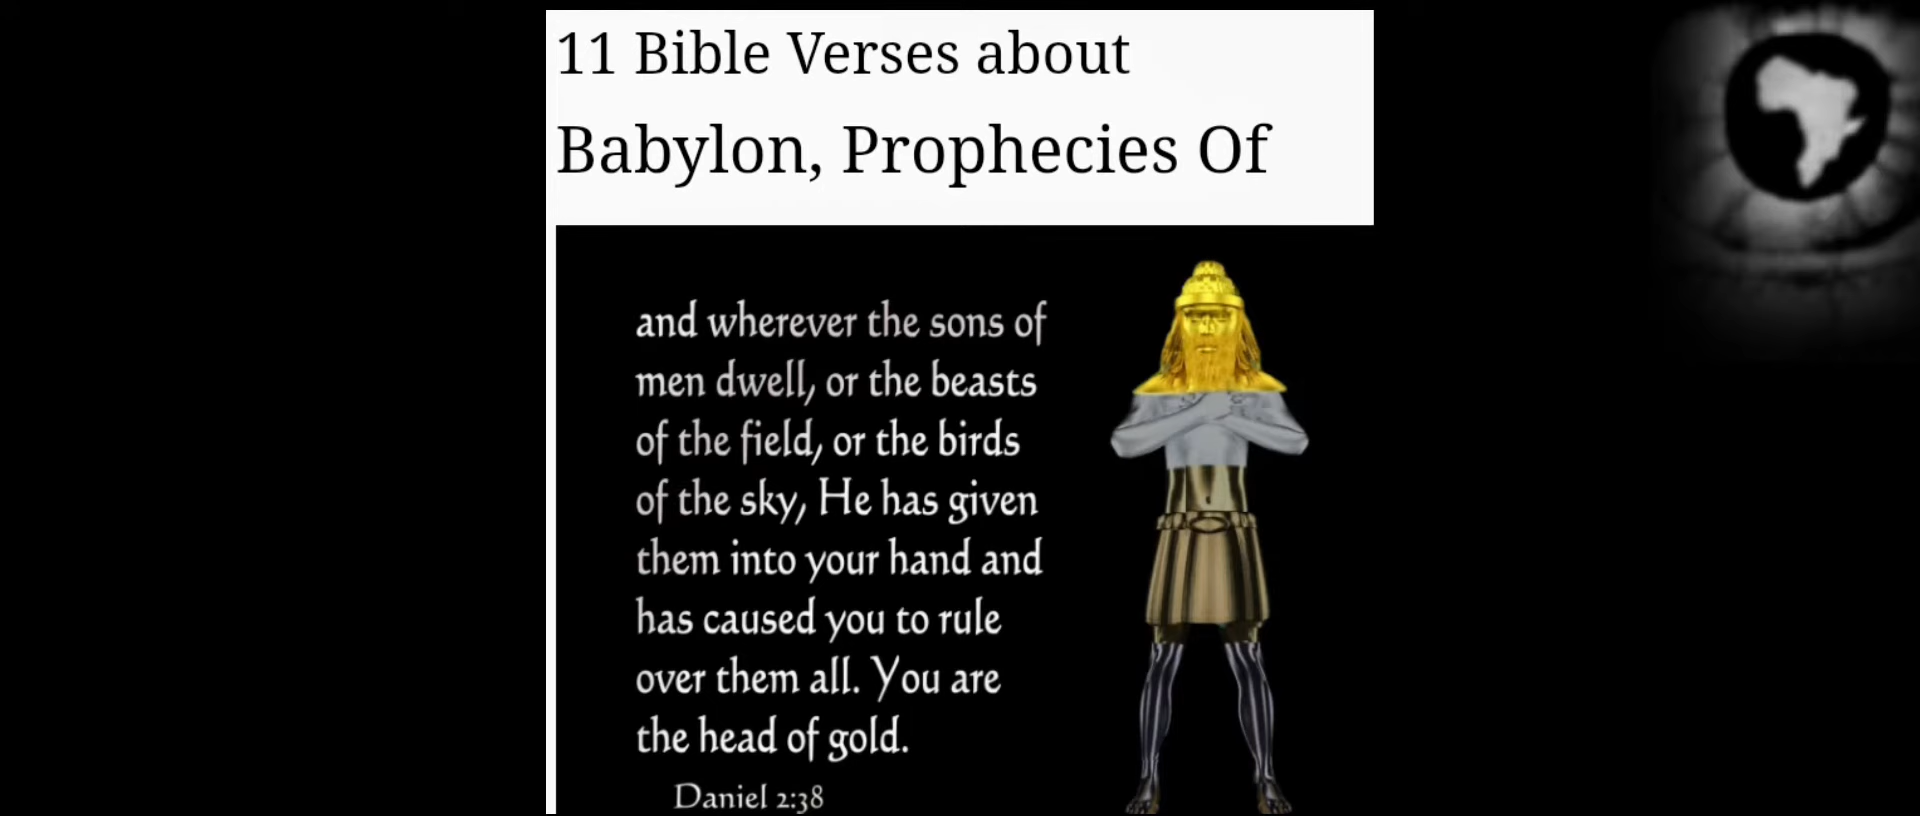 11 Bible Verses about
Babylon, Prophecies Of
and wherever the sons of
men dwell, or the beasts
of the field, or the birds
of the sky, He has given
them into your hand and
has caused you to rule
over them all. You are
the head of gold.
Daniel 2:38